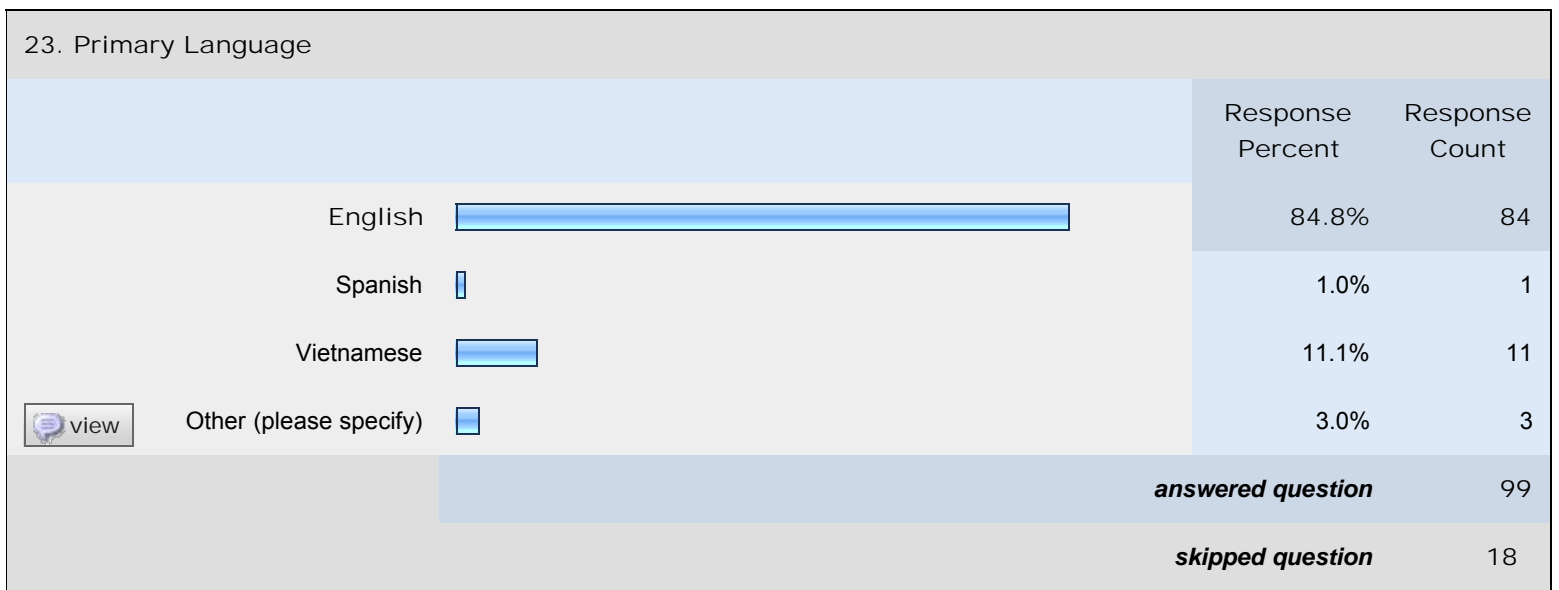 23. Primary Language
Response Percent Response Count
English 84.8% 84
Spanish 1.0% 1
Vietnamese 11.1% 11
view Other (please specify) 3.0% 3
answered question 99
skipped question 18